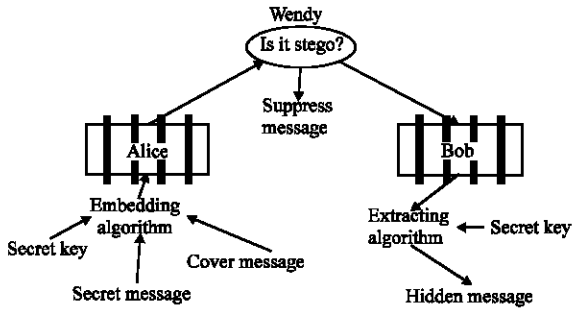 Wendy
Is it stego?
Suppress
message
Alice
Bob
Embedding
algorithm
Secret key
Cover message
Secret message
Extracting
algorithm
Secret key
Hidden message